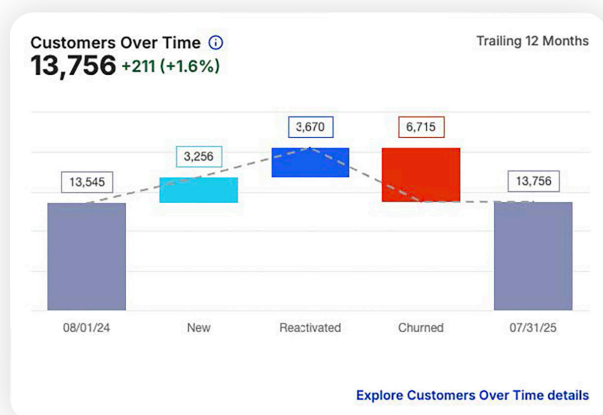 Customers Over Time
Trailing 12 Months
13,756 +211 (+1.6%)
3,670
6,715
3,256
13,545
13,756
08/01/24
New
Reactivated
Churned
07/31/25
Explore Customers Over Time details